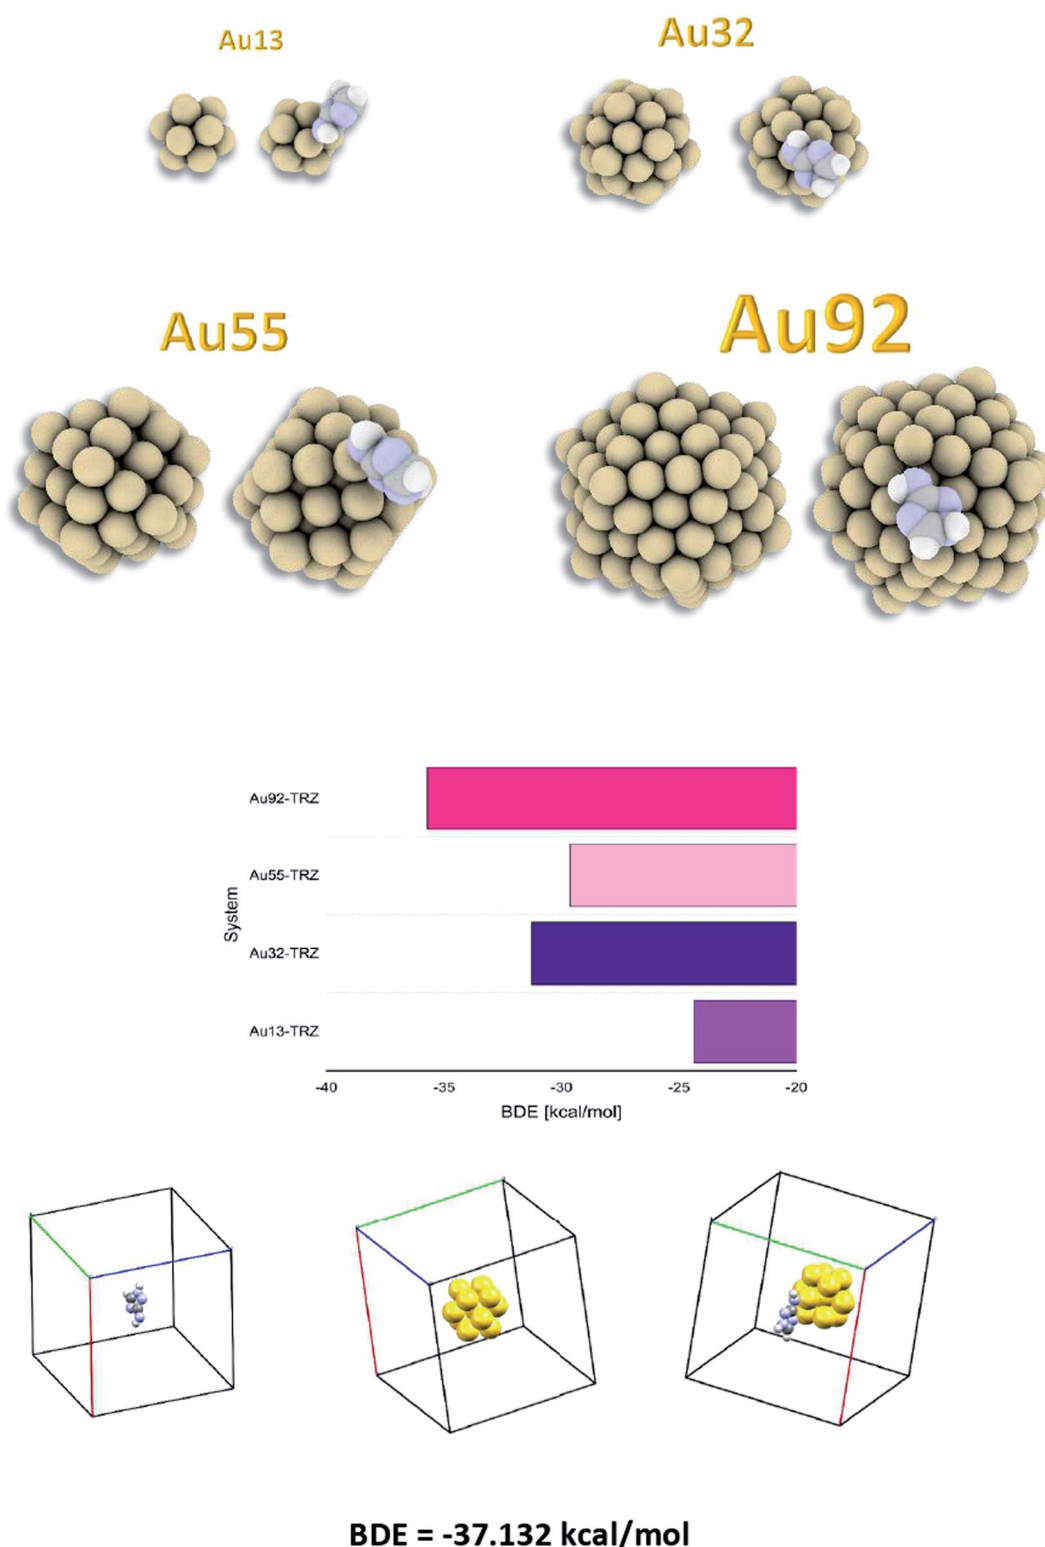 Au13
Au32
Au55
Au92
System
Au92-TRZ
Au55-TRZ
Au32-TRZ
Au13-TRZ
-40 -35 -30 -25 -20
BDE [kcal/mol]
BDE = -37.132 kcal/mol